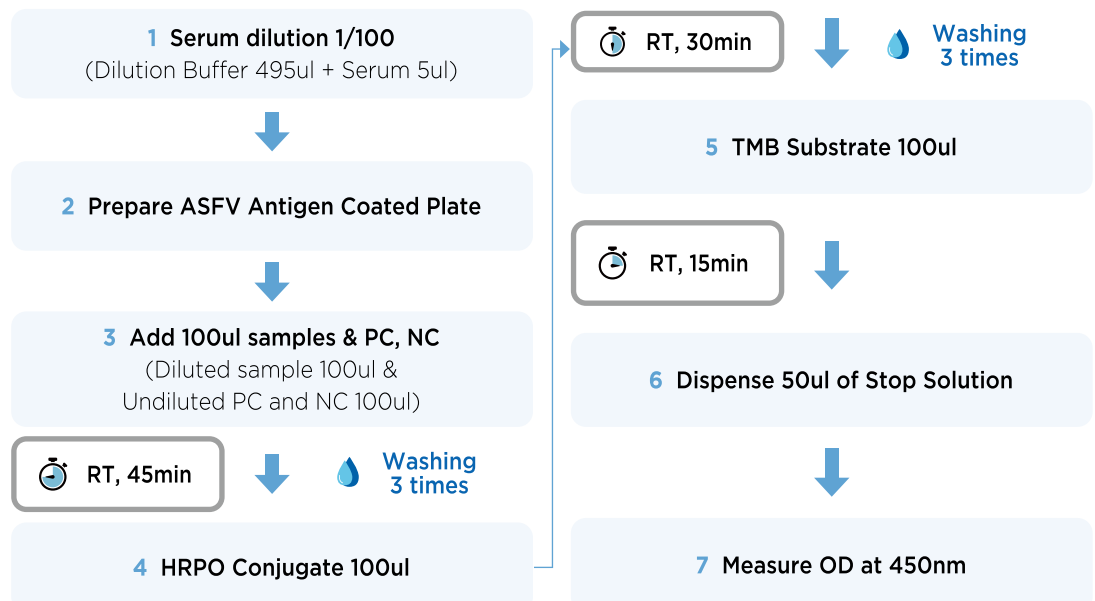 1 Serum dilution 1/100
(Dilution Buffer 495ul + Serum 5ul)
2 Prepare ASFV Antigen Coated Plate
3 Add 100ul samples & PC, NC
(Diluted sample 100ul &
Undiluted PC and NC 100ul)
RT, 45min
Washing
3 times
4 HRPO Conjugate 100ul
RT, 30min
Washing
3 times
5 TMB Substrate 100ul
RT, 15min
6 Dispense 50ul of Stop Solution
7 Measure OD at 450nm